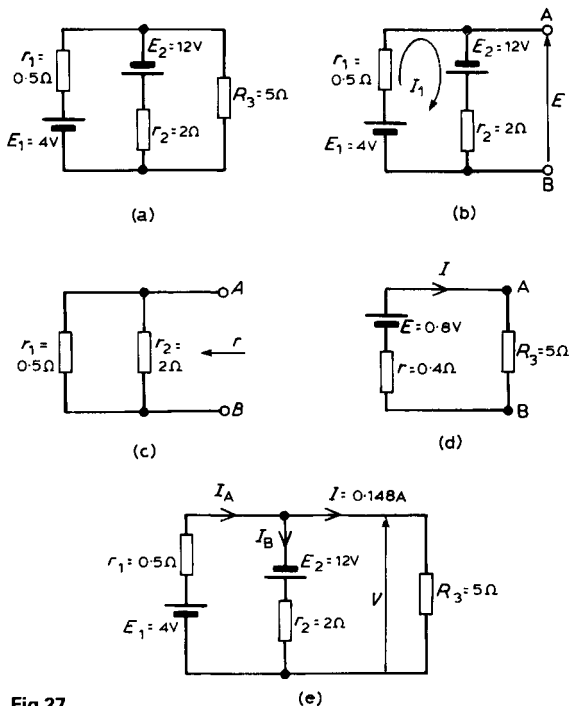 r₁=
0·5Ω
E₂=12V
R₃=5Ω
E₁=4V
r₂=2Ω
(a)
A
r₁=
0·5Ω
E₂=12V
I₁
E
E₁=4V
r₂=2Ω
B
(b)
A
r₁=
0·5Ω
r₂=
2Ω
r
B
(c)
I
A
E=0·8V
R₃=5Ω
r=0·4Ω
B
(d)
I_A
I=0·148A
I_B
r₁=0·5Ω
E₂=12V
V
R₃=5Ω
E₁=4V
r₂=2Ω
(e)
Fig 27